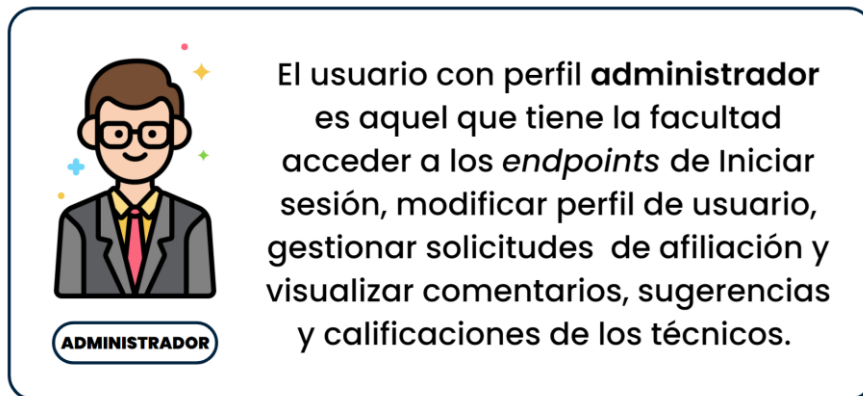 El usuario con perfil administrador
es aquel que tiene la facultad
acceder a los endpoints de Iniciar
sesión, modificar perfil de usuario,
gestionar solicitudes de afiliación y
visualizar comentarios, sugerencias
y calificaciones de los técnicos.
ADMINISTRADOR